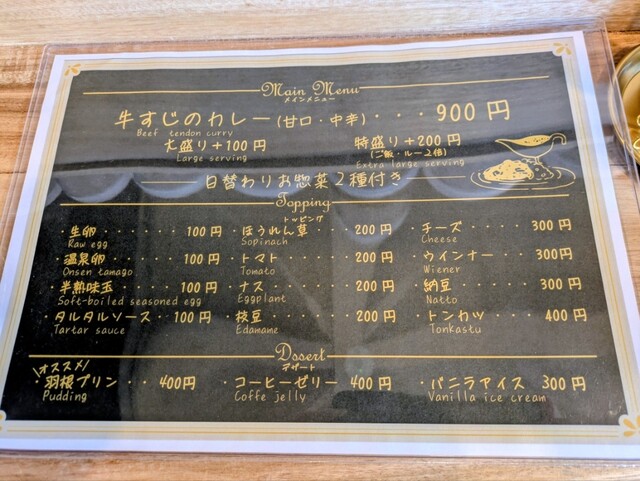 Main Menu
メインメニュー
牛すじのカレー(甘口・中辛)・・・900円
Beef tendon curry
大盛り+100円 特盛り+200円
Large serving (ご飯・ルー2倍)
Extra large serving
日替わりお惣菜2種付き
Topping
トッピング
・生卵・・・・・・100円 ・ほうれん草・・・200円 ・チーズ・・・・300円
Raw egg Sopinach Cheese
・温泉卵・・・・・100円 ・トマト・・・・・200円 ・ウインナー・・300円
Onsen tamago Tomato Wiener
・半熟味玉・・・・100円 ・ナス・・・・・・200円 ・納豆・・・・・300円
Soft-boiled seasoned egg Eggplant Natto
・タルタルソース・・100円 ・枝豆・・・・・・200円 ・トンカツ・・・400円
Tartar sauce Edamame Tonkastu
Dssert
デザート
\オススメ/
・羽根プリン・・400円 ・コーヒーゼリー 400円 ・バニラアイス 300円
Pudding Coffe jelly Vanilla ice cream